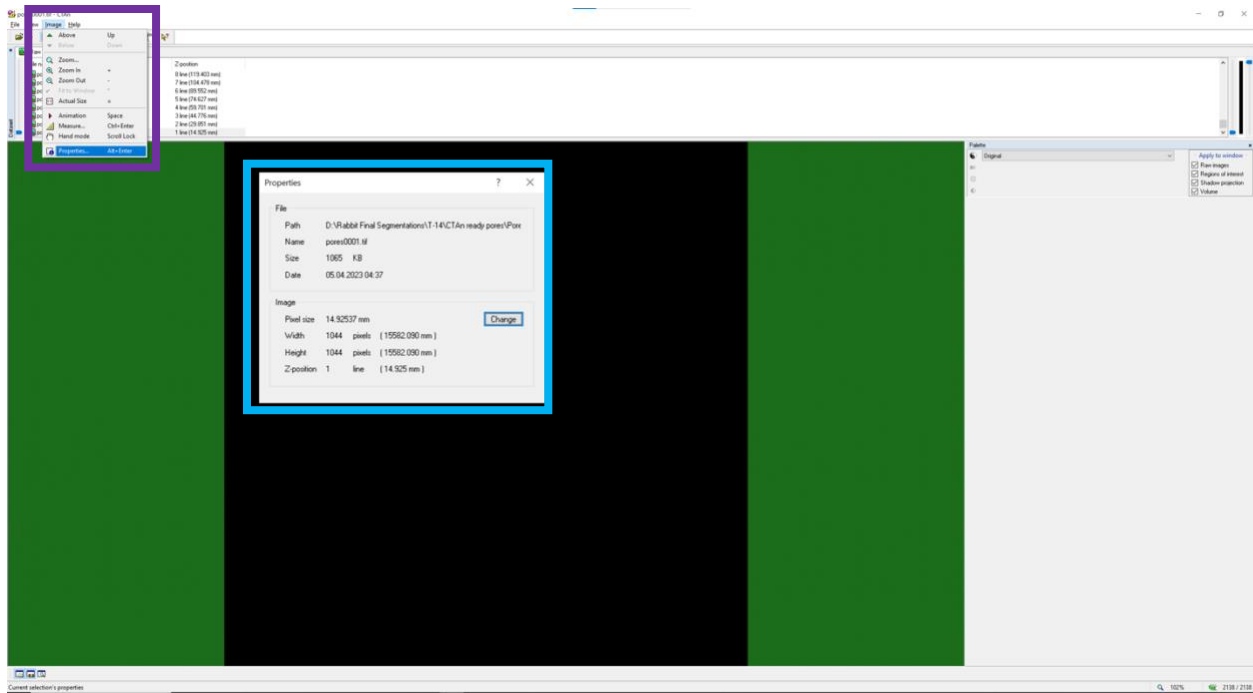 File Image Help
Above Up
Below Down
Zoom...
Zoom In +
Zoom Out -
Fit to Window *
Actual Size =
Animation Space
Measure... Ctrl+Enter
Hand mode Scroll Lock
Properties... Alt+Enter
Z-position
8 line (119.403 mm)
7 line (104.478 mm)
6 line (89.552 mm)
5 line (74.627 mm)
4 line (59.701 mm)
3 line (44.776 mm)
2 line (29.851 mm)
1 line (14.925 mm)
Dataset
Palette
Original
Apply to window
Raw images
Regions of interest
Shadow projection
Volume
Properties ?
File
Path D:\Rabbit Final Segmentations\T-14\CTAn ready pores\Pore
Name pores0001.tif
Size 1065 KB
Date 05.04.2023 04:37
Image
Pixel size 14.92537 mm Change
Width 1044 pixels ( 15582.090 mm )
Height 1044 pixels ( 15582.090 mm )
Z-position 1 line ( 14.925 mm )
Current selection's properties 102% 2138 / 2138